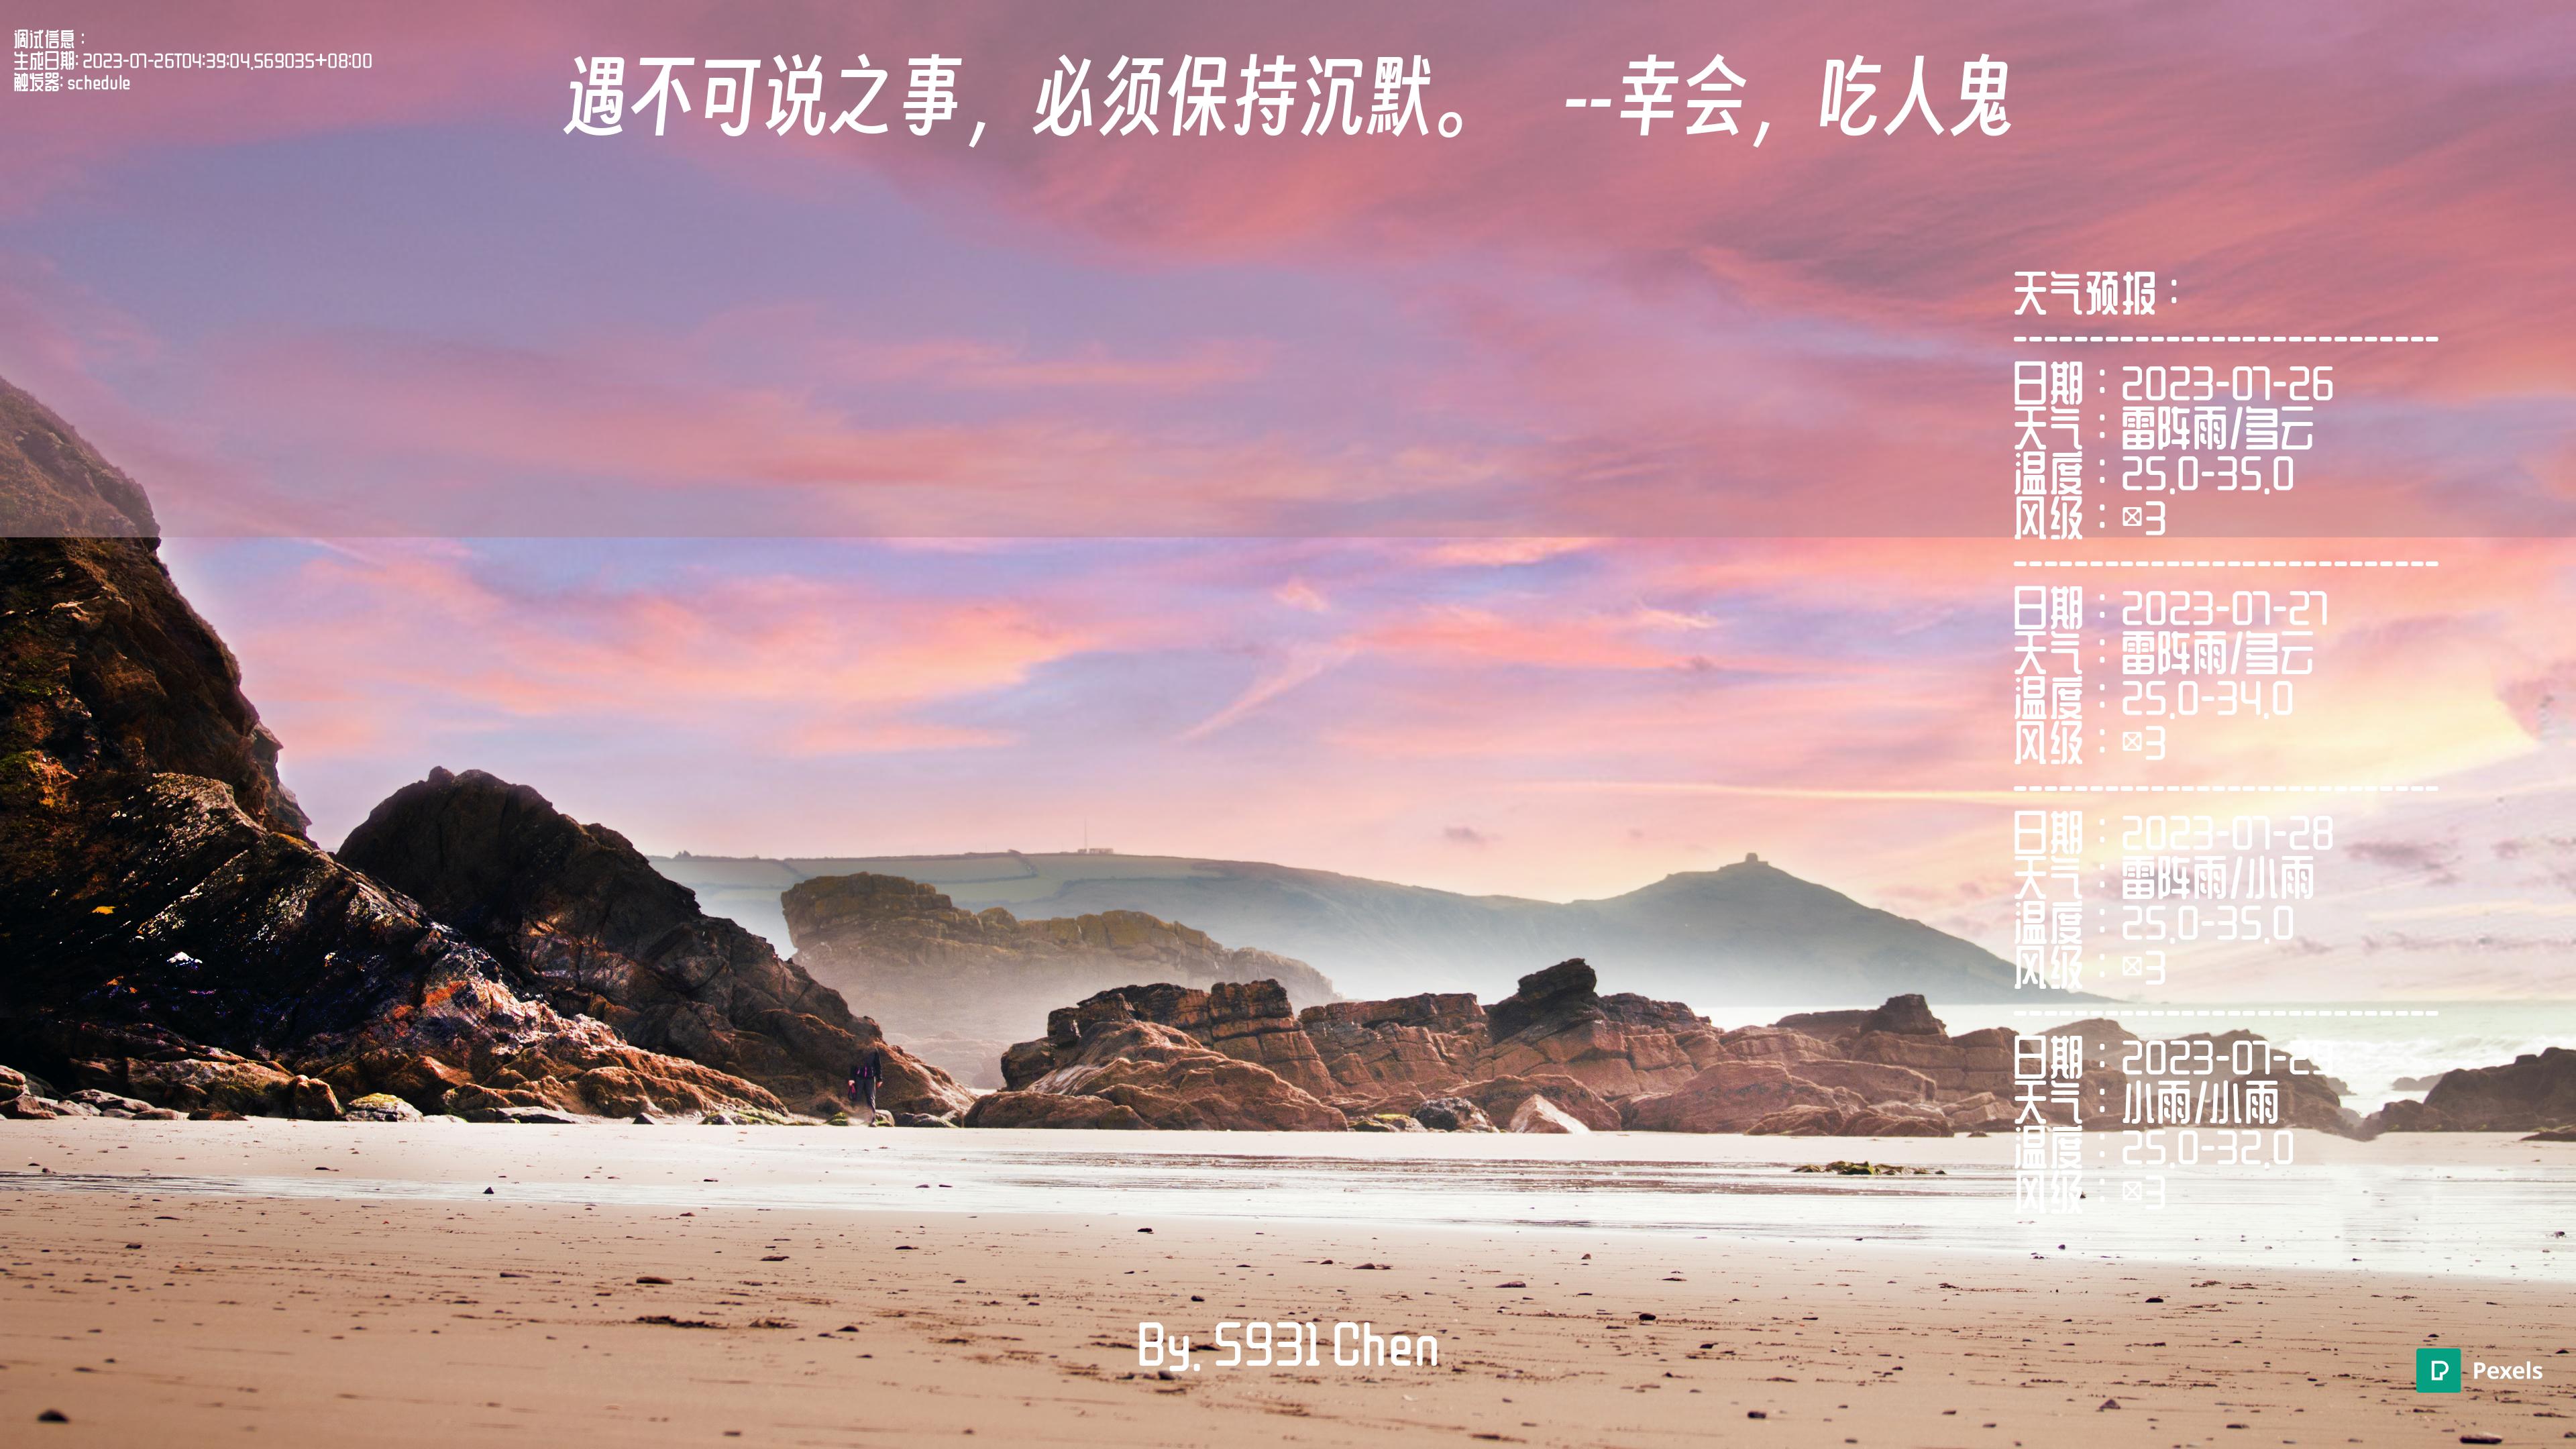 调试信息：
生成日期: 2023-07-26T04:39:04.569035+08:00
触发器: schedule
遇不可说之事，必须保持沉默。 --幸会，吃人鬼
天气预报：
---------------------------
日期：2023-07-26
天气：雷阵雨/多云
温度：25.0-35.0
风级：3
---------------------------
日期：2023-07-27
天气：雷阵雨/多云
温度：25.0-34.0
风级：3
---------------------------
日期：2023-07-28
天气：雷阵雨/小雨
温度：25.0-35.0
风级：3
---------------------------
日期：2023-07-29
天气：小雨/小雨
温度：25.0-32.0
风级：3
By. S931 Chen
Pexels